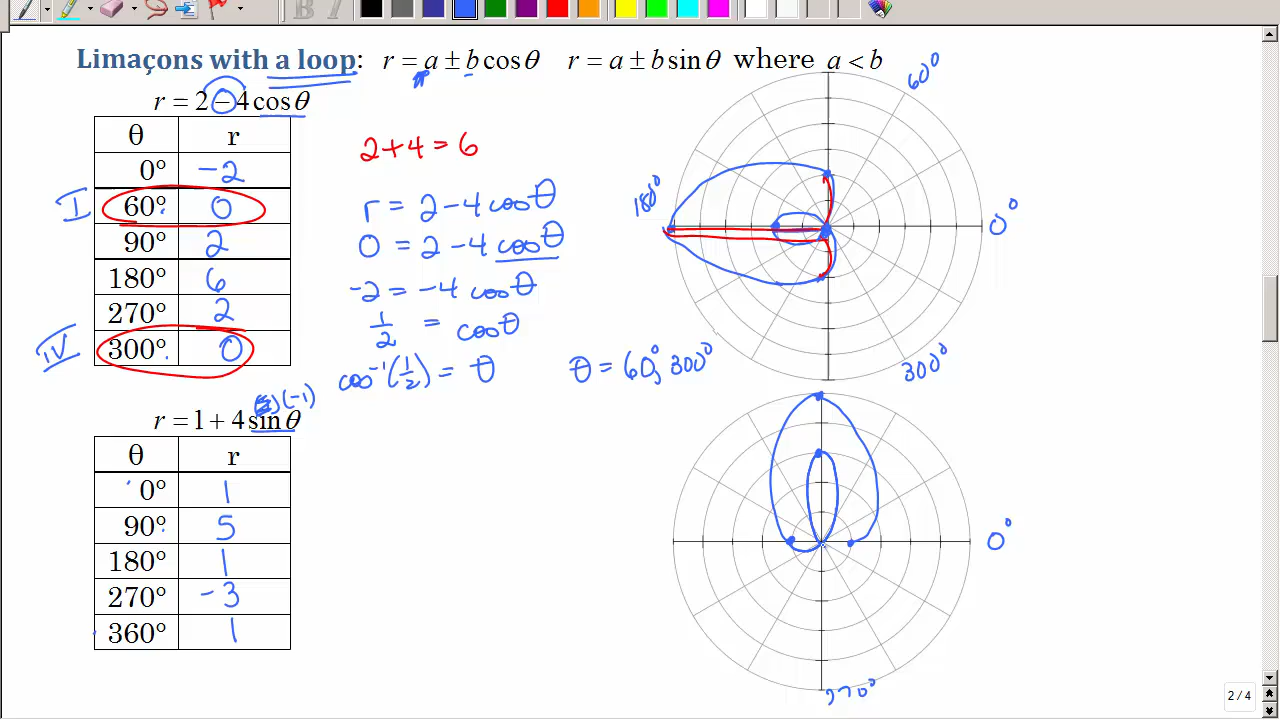 Limaçons with a loop: r = a ± b cos θ r = a ± b sin θ where a < b
r = 2 − 4 cos θ
θ r
0° −2
I 60° 0
90° 2
180° 6
270° 2
IV 300° 0
2+4 = 6
r = 2 − 4 cos θ
0 = 2 − 4 cos θ
-2 = -4 cos θ
1/2 = cos θ
cos⁻¹(1/2) = θ θ = 60°, 300°
60°
180°
0°
300°
(-1)
r = 1 + 4 sin θ
θ r
0° 1
90° 5
180° 1
270° -3
360° 1
0°
270°
2 / 4